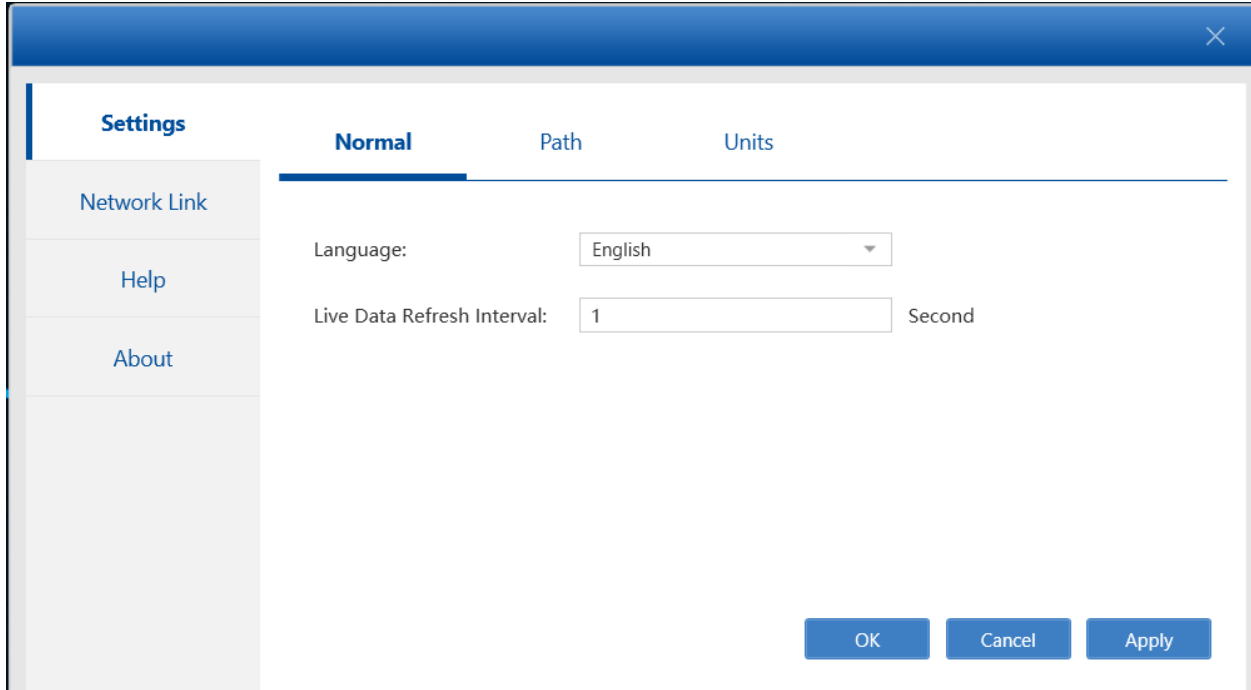 Settings
Network Link
Help
About
Normal Path Units
Language: English
Live Data Refresh Interval: 1 Second
OK Cancel Apply